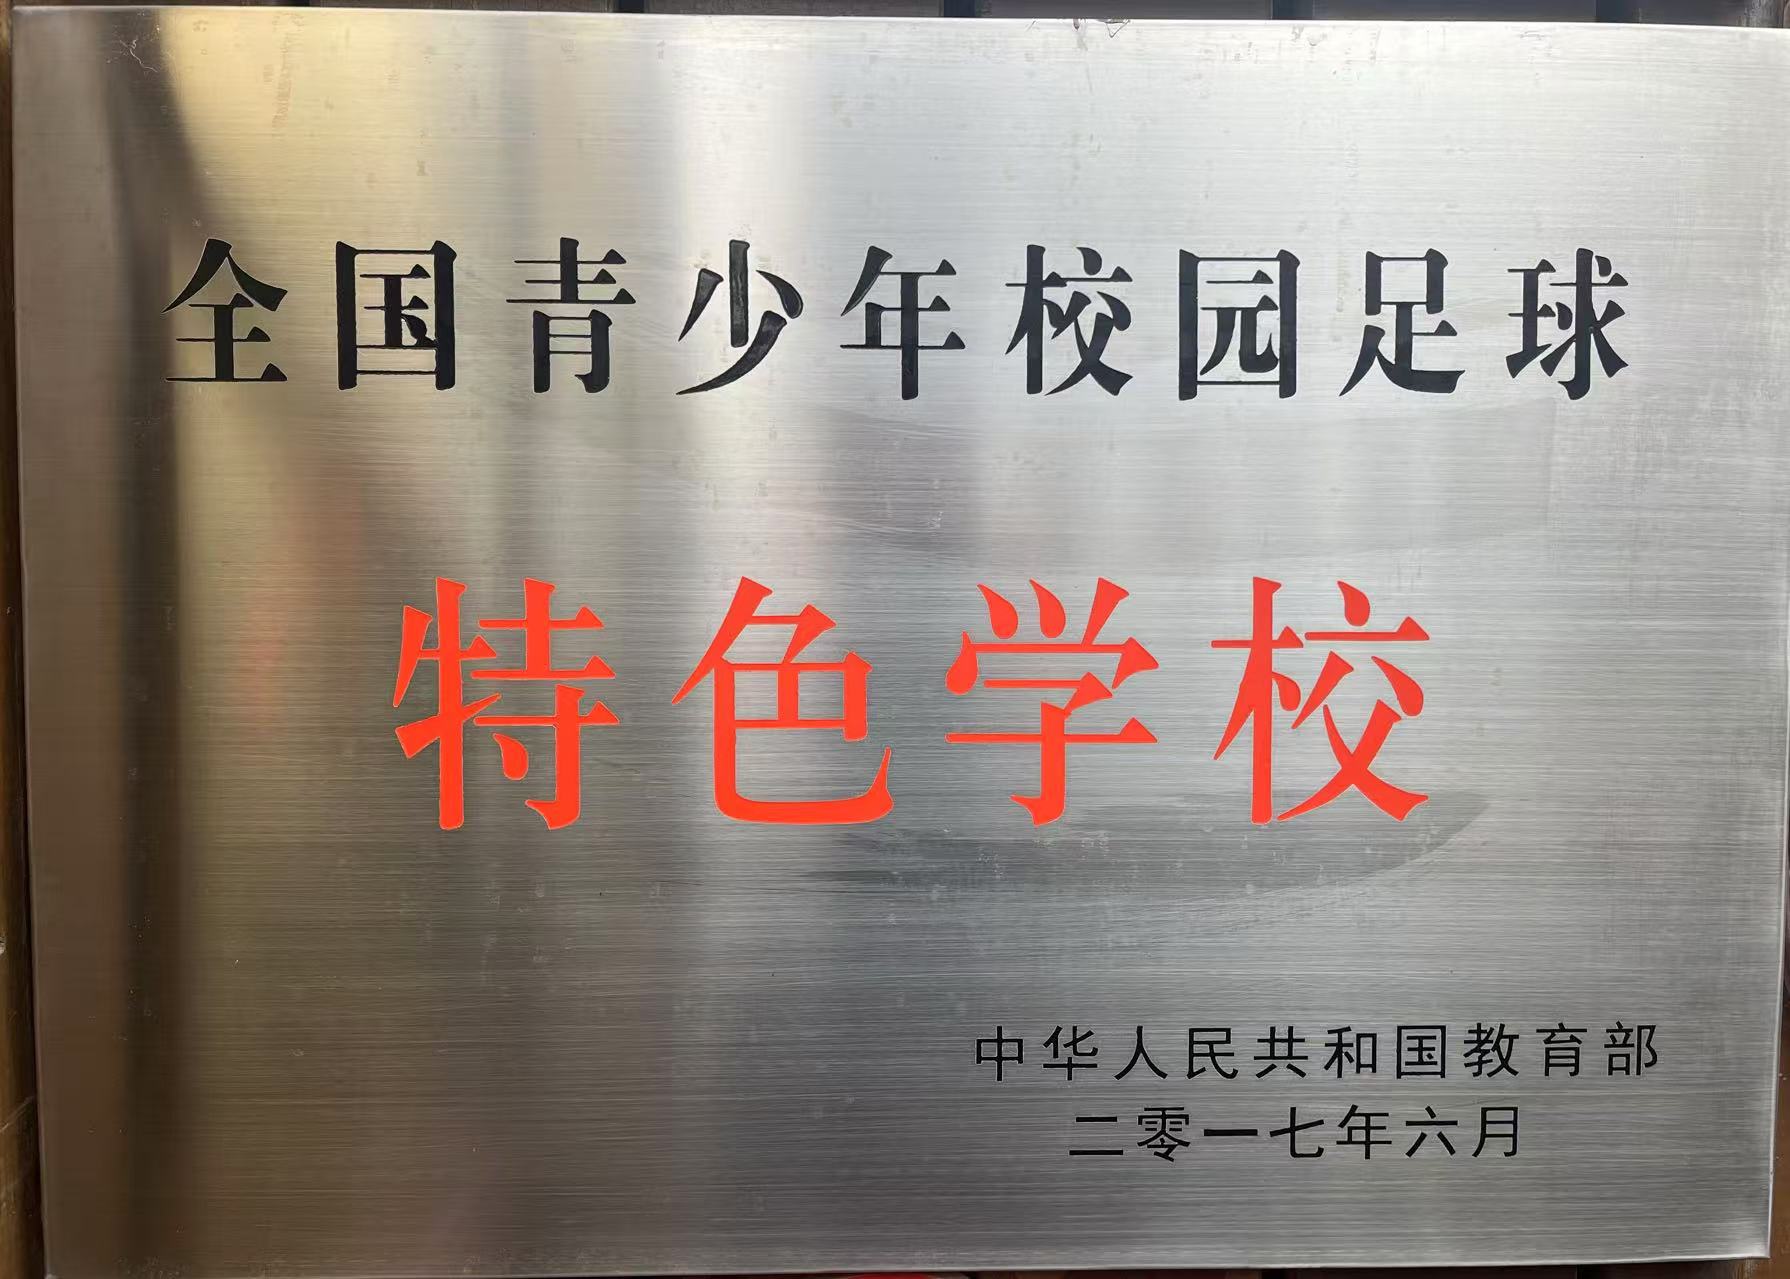 全国青少年校园足球
特色学校
中华人民共和国教育部
二零一七年六月